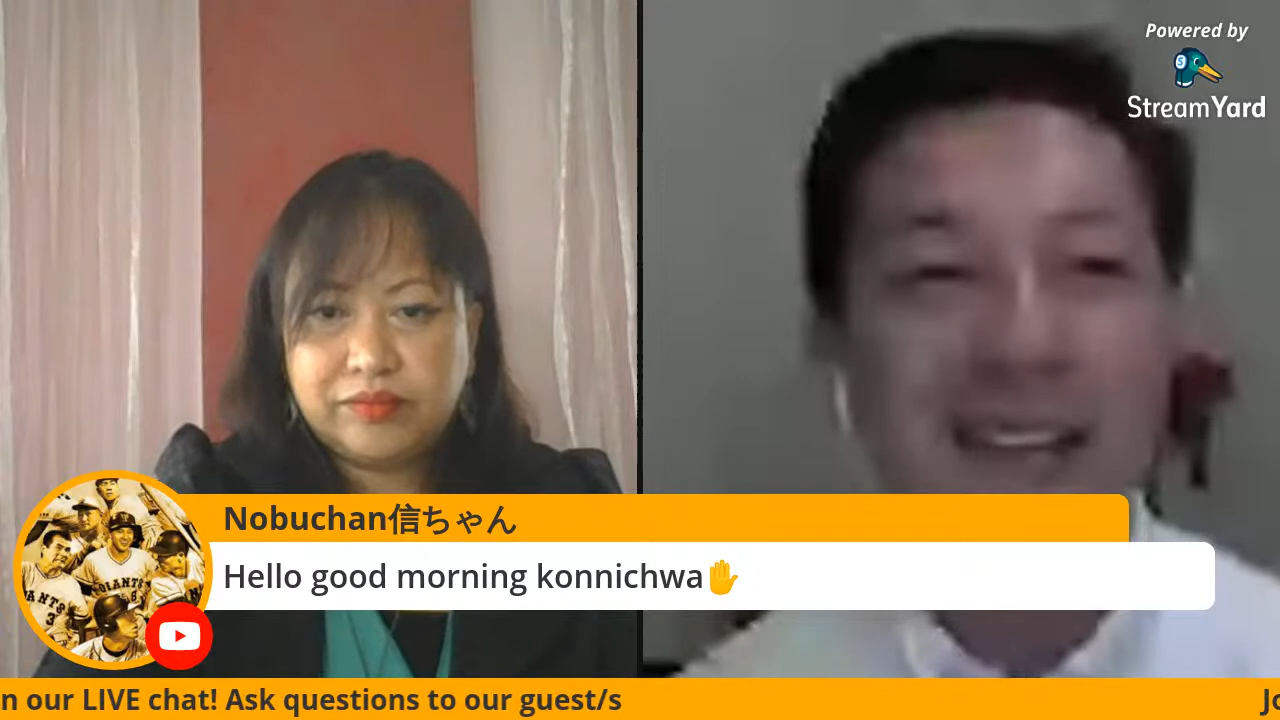 Powered by
StreamYard
Nobuchan信ちゃん
Hello good morning konnichwa🤚
n our LIVE chat! Ask questions to our guest/s
Jo